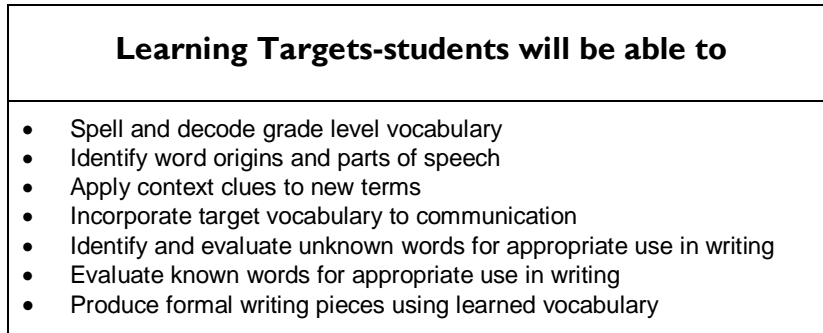 Learning Targets-students will be able to
• Spell and decode grade level vocabulary
• Identify word origins and parts of speech
• Apply context clues to new terms
• Incorporate target vocabulary to communication
• Identify and evaluate unknown words for appropriate use in writing
• Evaluate known words for appropriate use in writing
• Produce formal writing pieces using learned vocabulary